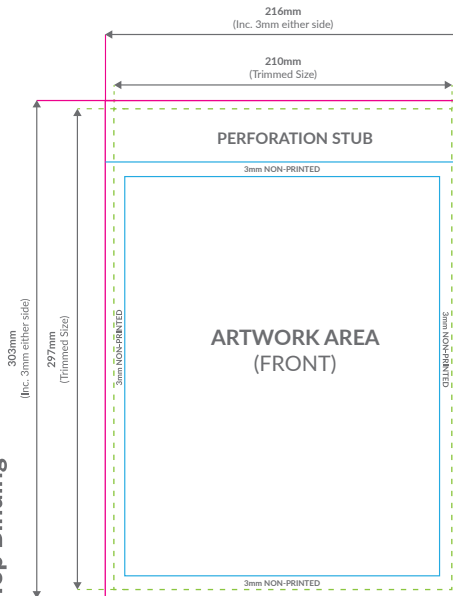 216mm
(Inc. 3mm either side)
210mm
(Trimmed Size)
PERFORATION STUB
3mm NON-PRINTED
303mm
(Inc. 3mm either side)
297mm
(Trimmed Size)
3mm NON-PRINTED
ARTWORK AREA
(FRONT)
3mm NON-PRINTED
3mm NON-PRINTED